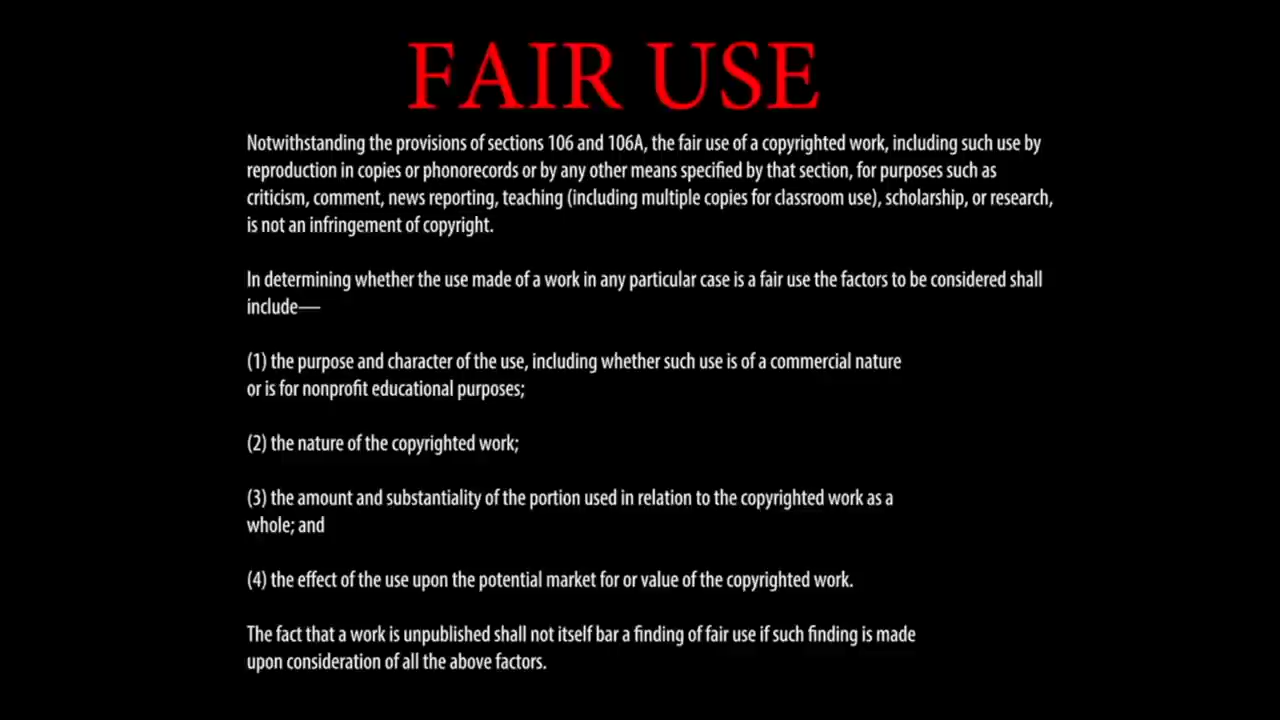 FAIR USE
Notwithstanding the provisions of sections 106 and 106A, the fair use of a copyrighted work, including such use by
reproduction in copies or phonorecords or by any other means specified by that section, for purposes such as
criticism, comment, news reporting, teaching (including multiple copies for classroom use), scholarship, or research,
is not an infringement of copyright.
In determining whether the use made of a work in any particular case is a fair use the factors to be considered shall
include—
(1) the purpose and character of the use, including whether such use is of a commercial nature
or is for nonprofit educational purposes;
(2) the nature of the copyrighted work;
(3) the amount and substantiality of the portion used in relation to the copyrighted work as a
whole; and
(4) the effect of the use upon the potential market for or value of the copyrighted work.
The fact that a work is unpublished shall not itself bar a finding of fair use if such finding is made
upon consideration of all the above factors.